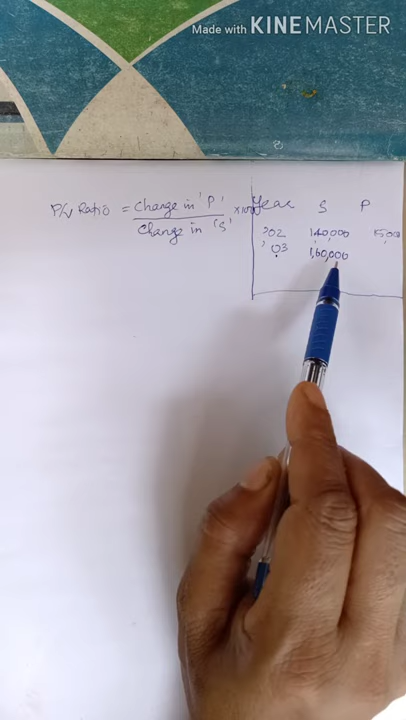 Made with KINEMASTER
P/V Ratio = Change in 'P' / Change in 'S' × 100
Year S P
'02 1,40,000 15,000
'03 1,60,000